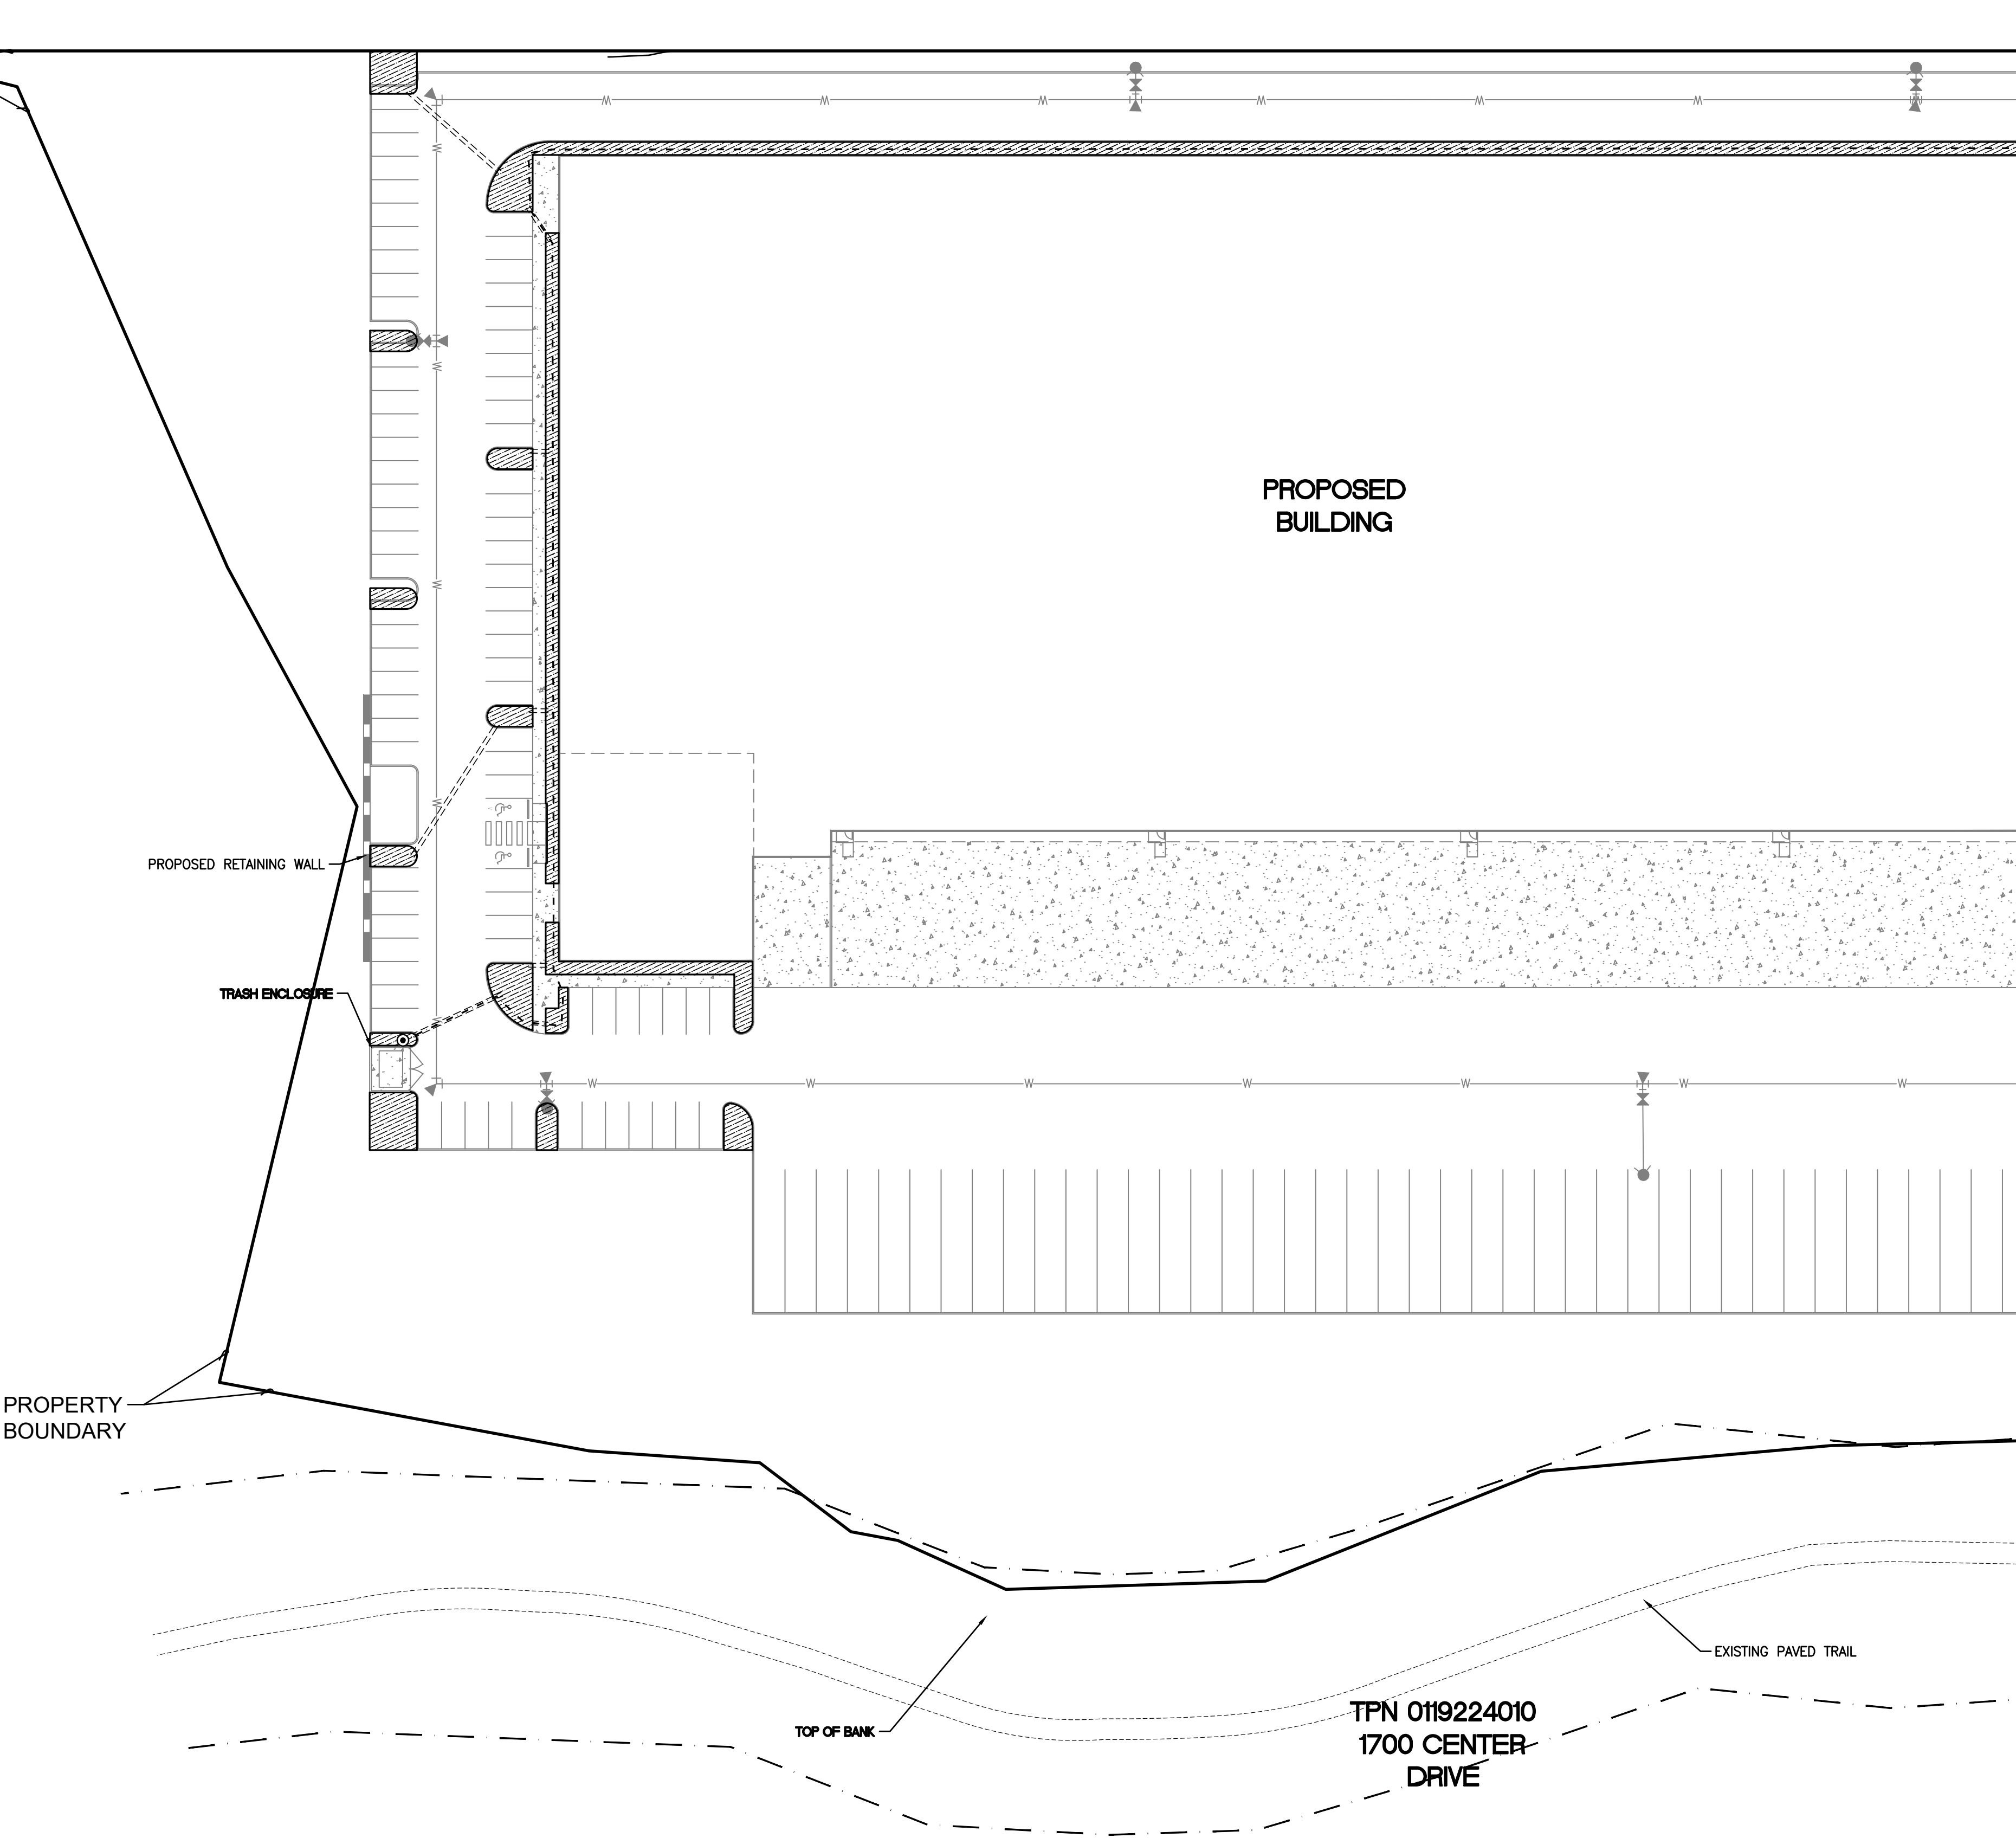 PROPOSED
BUILDING
PROPOSED RETAINING WALL
TRASH ENCLOSURE
PROPERTY
BOUNDARY
EXISTING PAVED TRAIL
TOP OF BANK
TPN 0119224010
1700 CENTER
DRIVE